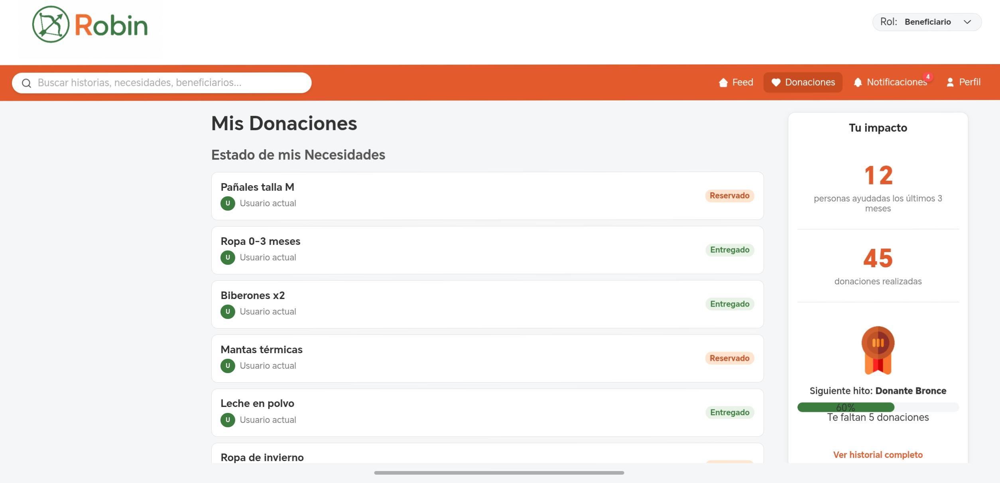 Robin
Rol: Beneficiario
Buscar historias, necesidades, beneficiarios...
Feed
Donaciones
Notificaciones
4
Perfil
Mis Donaciones
Estado de mis Necesidades
Pañales talla M
U Usuario actual
Reservado
Ropa 0-3 meses
U Usuario actual
Entregado
Biberones x2
U Usuario actual
Entregado
Mantas térmicas
U Usuario actual
Reservado
Leche en polvo
U Usuario actual
Entregado
Ropa de invierno
Tu impacto
12
personas ayudadas los últimos 3
meses
45
donaciones realizadas
Siguiente hito: Donante Bronce
60%
Te faltan 5 donaciones
Ver historial completo